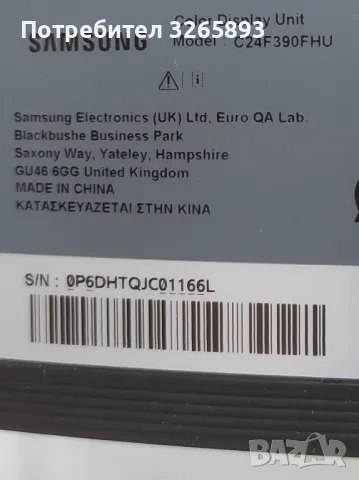 Потребител 3265893
Color Display Unit
SAMSUNG Model : C24F390FHU
Samsung Electronics (UK) Ltd, Euro QA Lab.
Blackbushe Business Park
Saxony Way, Yateley, Hampshire
GU46 6GG United Kingdom
MADE IN CHINA
ΚΑΤΑΣΚΕΥΑΖΕΤΑΙ ΣΤΗΝ ΚΙΝΑ
S/N : 0P6DHTQJC01166L
BAZAR